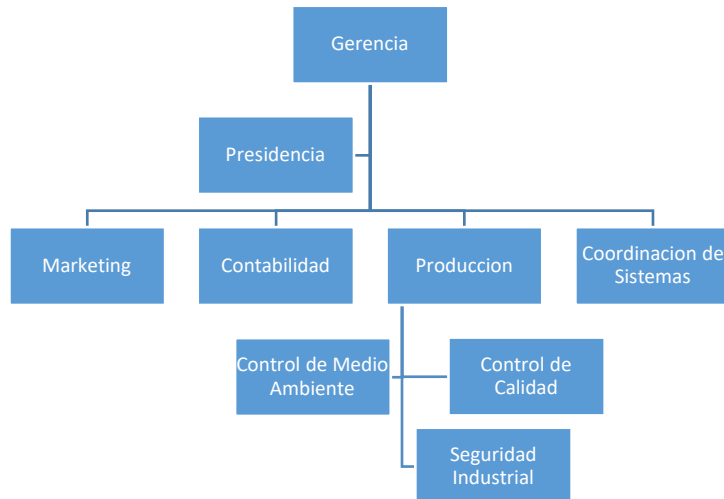 Gerencia
Presidencia
Marketing
Contabilidad
Produccion
Coordinacion de
Sistemas
Control de Medio
Ambiente
Control de
Calidad
Seguridad
Industrial